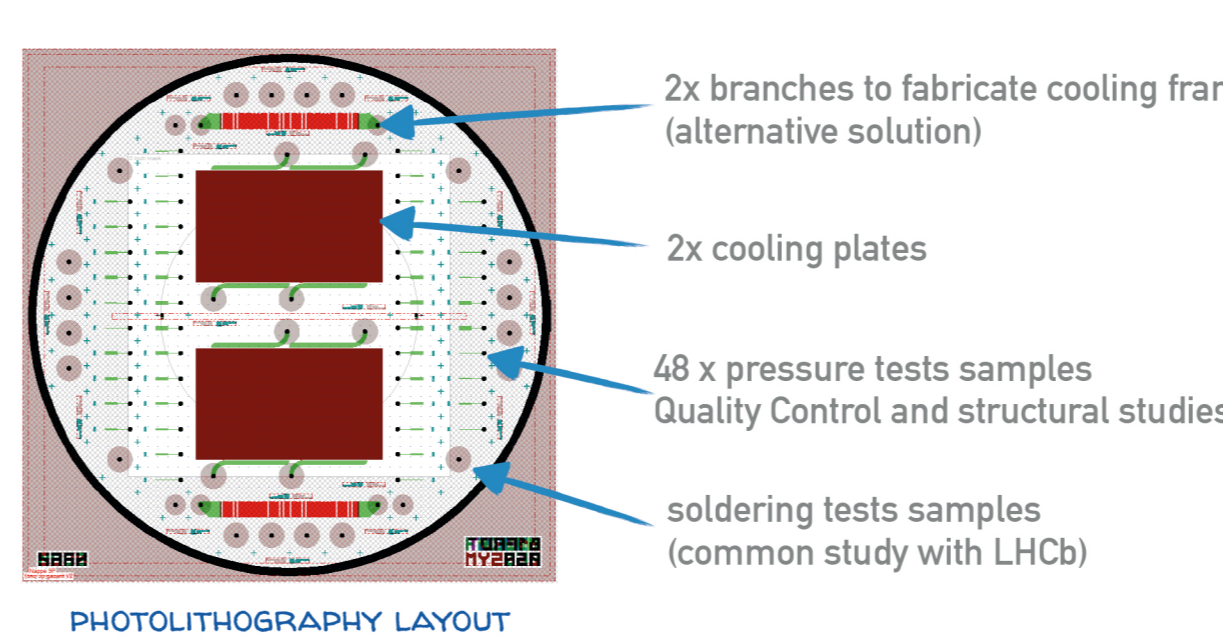 2x branches to fabricate cooling fra
(alternative solution)
2x cooling plates
48 x pressure tests samples
Quality Control and structural studies
soldering tests samples
(common study with LHCb)
PHOTOLITHOGRAPHY LAYOUT